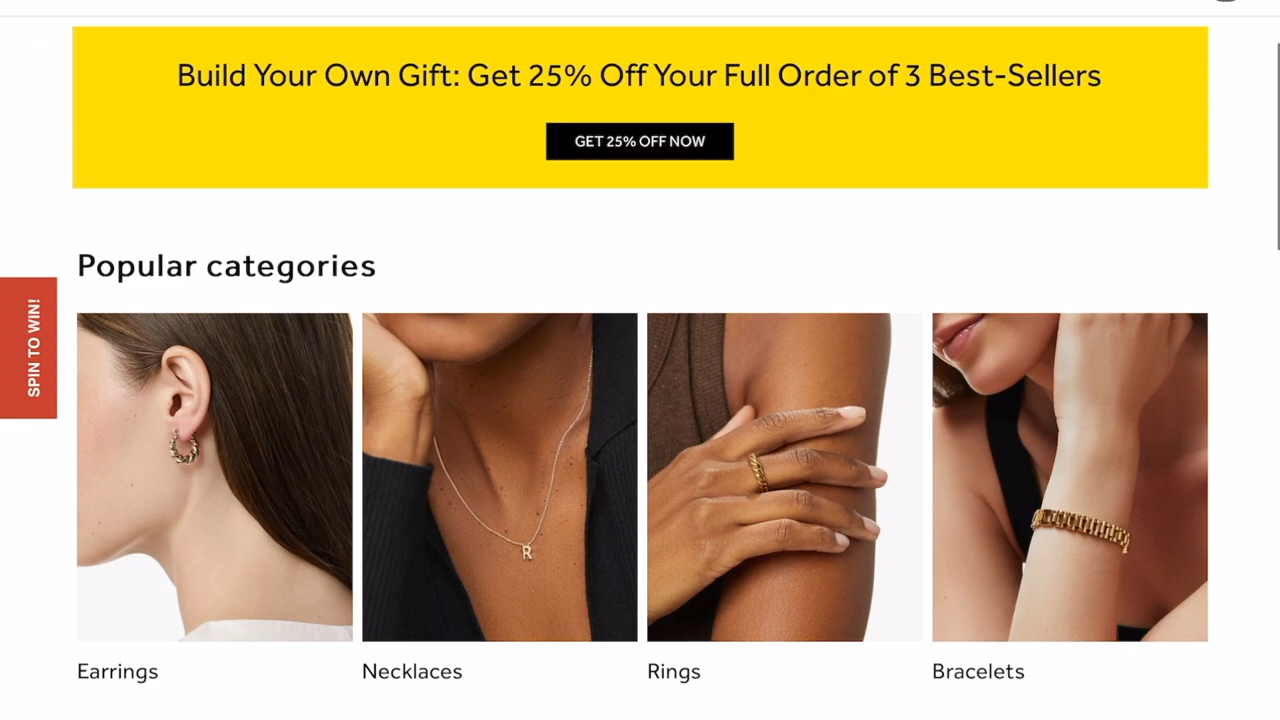 Build Your Own Gift: Get 25% Off Your Full Order of 3 Best-Sellers
GET 25% OFF NOW
Popular categories
SPIN TO WIN!
R
Earrings
Necklaces
Rings
Bracelets